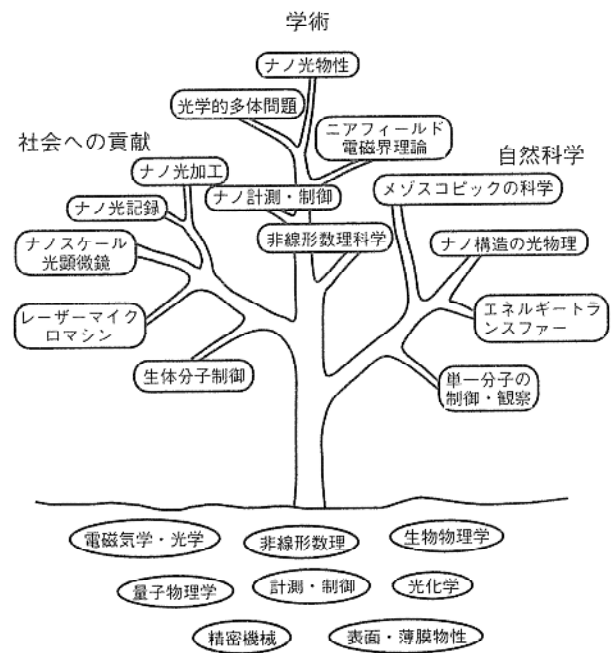 学術
ナノ光物性
光学的多体問題
ニアフィールド
電磁界理論
社会への貢献
自然科学
ナノ光加工
ナノ計測・制御
メゾスコピックの科学
ナノ光記録
非線形数理科学
ナノスケール
光顕微鏡
ナノ構造の光物理
レーザーマイク
ロマシン
エネルギートラ
ンスファー
生体分子制御
単一分子の
制御・観察
電磁気学・光学
非線形数理
生物物理学
量子物理学
計測・制御
光化学
精密機械
表面・薄膜物性